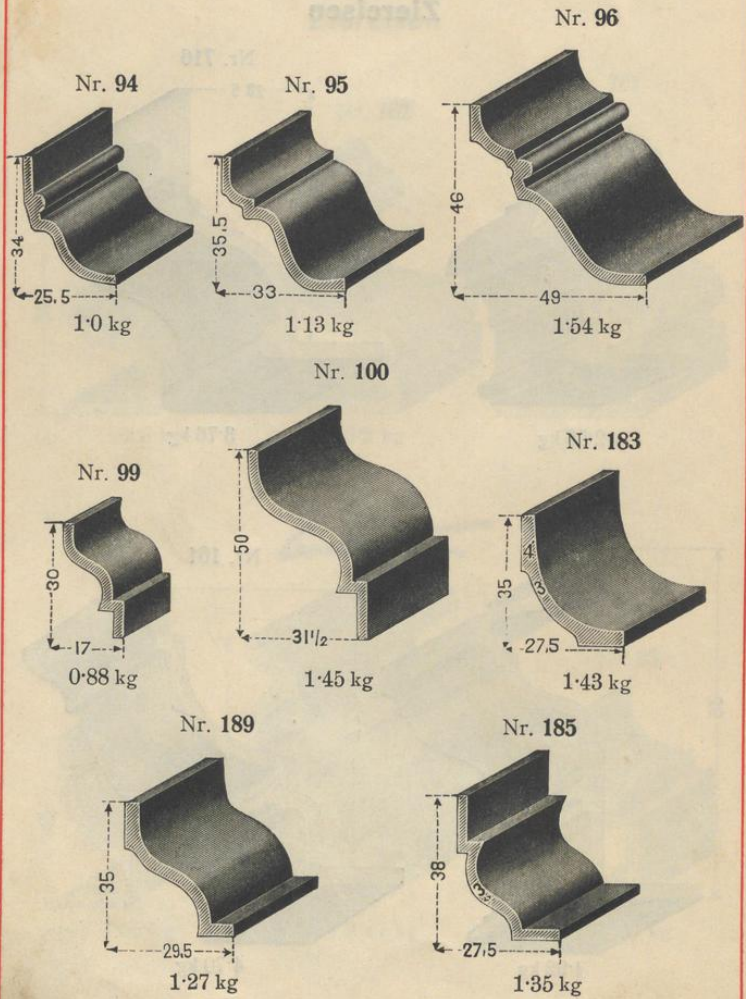 Nr. 96
Nr. 94
Nr. 95
34
25.5
1·0 kg
35.5
33
1·13 kg
46
49
1·54 kg
Nr. 100
Nr. 99
Nr. 183
30
17
0·88 kg
50
31 1/2
1·45 kg
35
4
3
27,5
1·43 kg
Nr. 189
Nr. 185
35
29.5
1·27 kg
38
3
27,5
1·35 kg